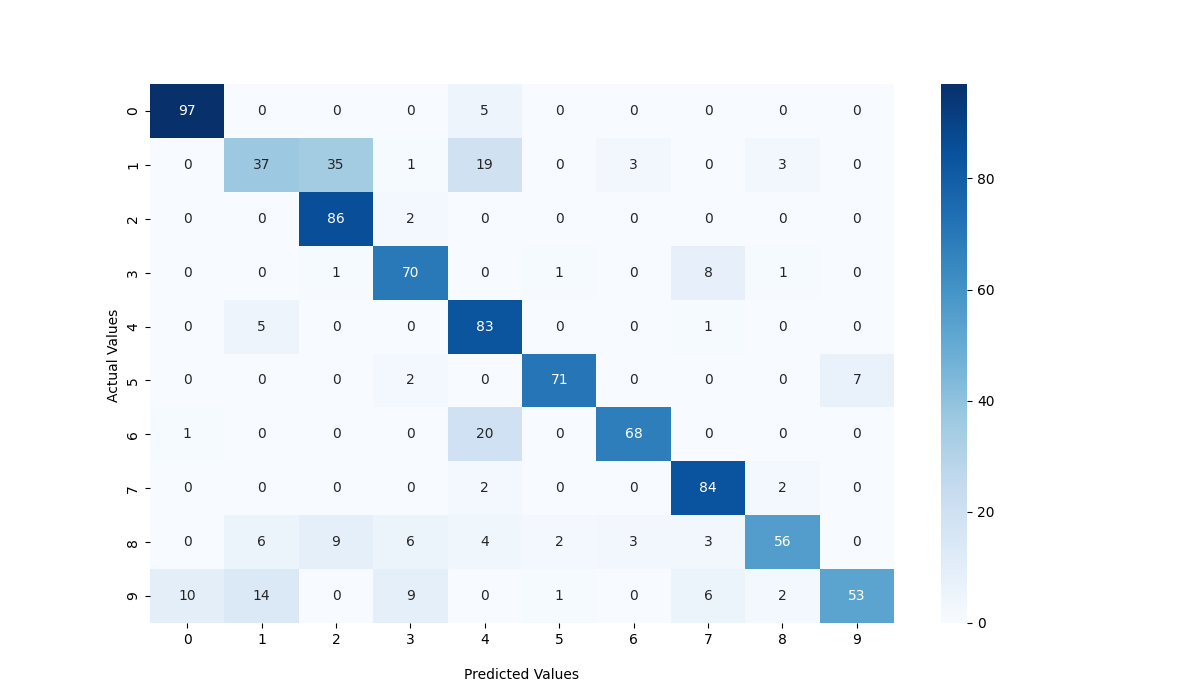 0 97 0 0 0 5 0 0 0 0 0
1 0 37 35 1 19 0 3 0 3 0
2 0 0 86 2 0 0 0 0 0 0
3 0 0 1 70 0 1 0 8 1 0
4 0 5 0 0 83 0 0 1 0 0
5 0 0 0 2 0 71 0 0 0 7
6 1 0 0 0 20 0 68 0 0 0
7 0 0 0 0 2 0 0 84 2 0
8 0 6 9 6 4 2 3 3 56 0
9 10 14 0 9 0 1 0 6 2 53
0 1 2 3 4 5 6 7 8 9
Actual Values
Predicted Values
80
60
40
20
0